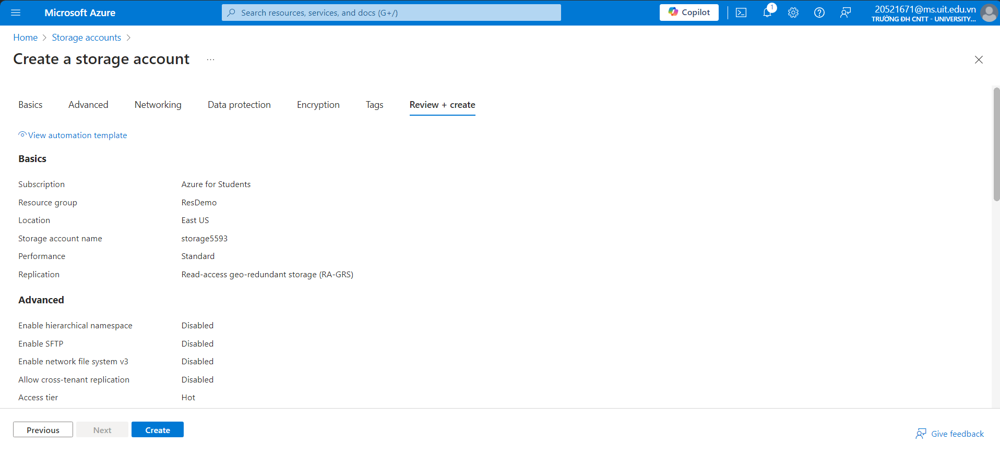 Microsoft Azure
Search resources, services, and docs (G+/)
Copilot
1
20521671@ms.uit.edu.vn
TRƯỜNG ĐH CNTT - UNIVERSITY...
Home > Storage accounts >
Create a storage account ...
Basics Advanced Networking Data protection Encryption Tags Review + create
View automation template
Basics
Subscription Azure for Students
Resource group ResDemo
Location East US
Storage account name storage5593
Performance Standard
Replication Read-access geo-redundant storage (RA-GRS)
Advanced
Enable hierarchical namespace Disabled
Enable SFTP Disabled
Enable network file system v3 Disabled
Allow cross-tenant replication Disabled
Access tier Hot
Previous Next Create
Give feedback